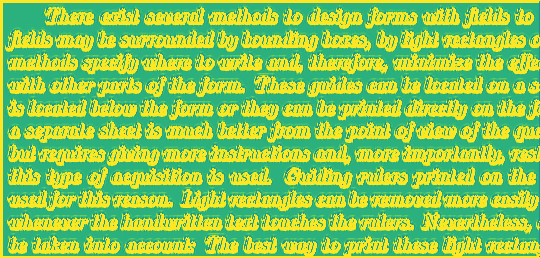 There exist several methods to design forms with fields to
fields may be surrounded by bounding boxes, by light rectangles o
methods specify where to write and, therefore, minimize the effe
with other parts of the form. These guides can be located on a s
is located below the form or they can be printed directly on the f
a separate sheet is much better from the point of view of the qua
but requires giving more instructions and, more importantly, rest
this type of acquisition is used. Guiding rulers printed on the
used for this reason. Light rectangles can be removed more easily
whenever the handwritten text touches the rulers. Nevertheless,
be taken into account: The best way to print these light rectan